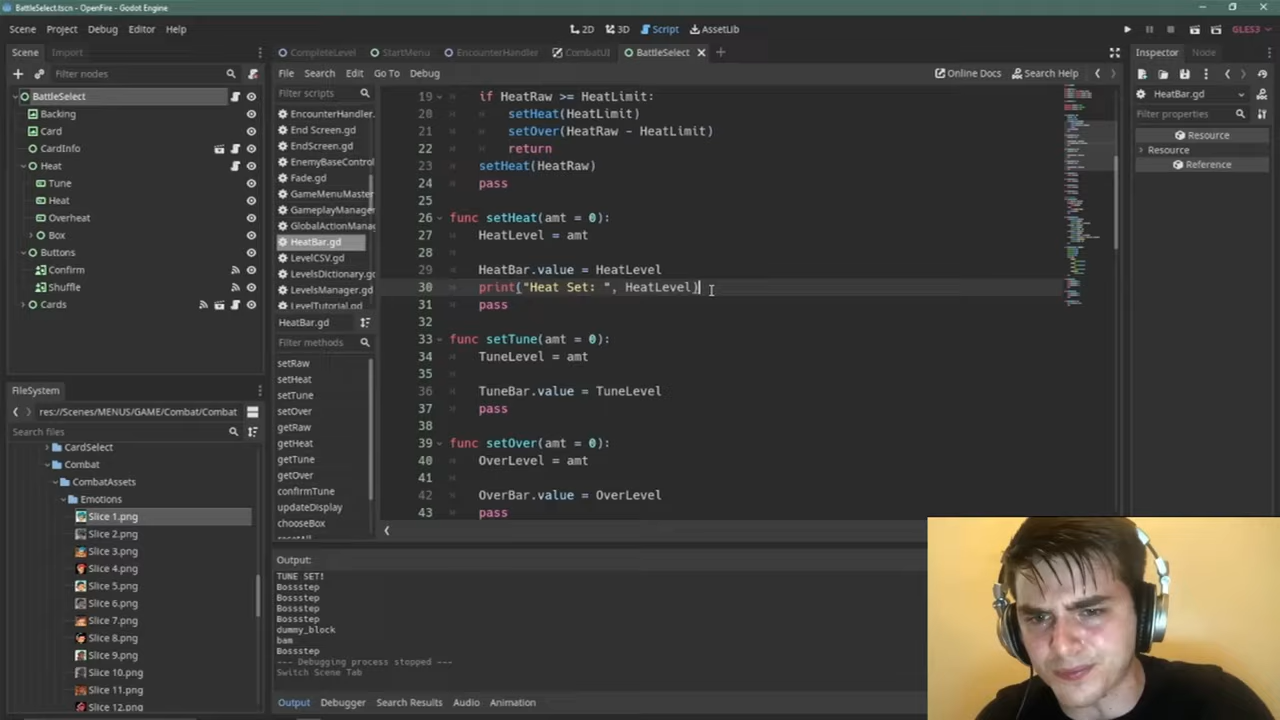 BattleSelect.tscn - OpenFire - Godot Engine
Scene Project Debug Editor Help
2D 3D Script AssetLib
GLES3
Scene Import
CompleteLevel StartMenu EncounterHandler CombatUI BattleSelect
Inspector Node
Filter nodes
File Search Edit Go To Debug
Online Docs Search Help
BattleSelect
Backing
Card
CardInfo
Heat
Tune
Heat
Overheat
Box
Buttons
Confirm
Shuffle
Cards
Filter scripts
EncounterHandler.
End Screen.gd
EndScreen.gd
EnemyBaseControl
Fade.gd
GameMenuMaster
GameplayManage
GlobalActionMana
HeatBar.gd
LevelCSV.gd
LevelsDictionary.gd
LevelsManager.gd
LevelTutorial.gd
HeatBar.gd
Filter methods
setRaw
setHeat
setTune
setOver
getRaw
getHeat
getTune
getOver
confirmTune
updateDisplay
chooseBox
19 if HeatRaw >= HeatLimit:
20 setHeat(HeatLimit)
21 setOver(HeatRaw - HeatLimit)
22 return
23 setHeat(HeatRaw)
24 pass
25
26 func setHeat(amt = 0):
27 HeatLevel = amt
28
29 HeatBar.value = HeatLevel
30 print("Heat Set: ", HeatLevel)
31 pass
32
33 func setTune(amt = 0):
34 TuneLevel = amt
35
36 TuneBar.value = TuneLevel
37 pass
38
39 func setOver(amt = 0):
40 OverLevel = amt
41
42 OverBar.value = OverLevel
43 pass
HeatBar.gd
Filter properties
Resource
Resource
Reference
FileSystem
res://Scenes/MENUS/GAME/Combat/Combat
Search files
CardSelect
Combat
CombatAssets
Emotions
Slice 1.png
Slice 2.png
Slice 3.png
Slice 4.png
Slice 5.png
Slice 6.png
Slice 7.png
Slice 8.png
Slice 9.png
Slice 10.png
Slice 11.png
Slice 12.png
Output:
TUNE SET!
Bossstep
Bossstep
Bossstep
Bossstep
dummy_block
bam
Bossstep
--- Debugging process stopped ---
Switch Scene Tab
Output Debugger Search Results Audio Animation